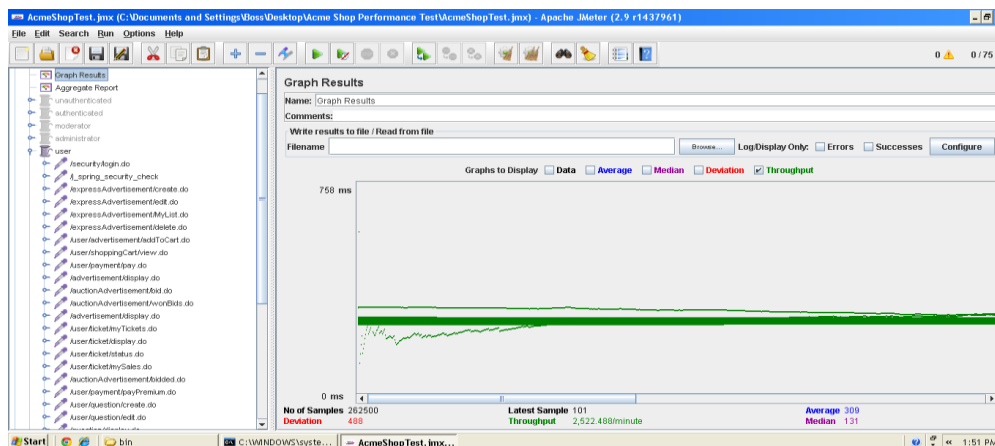 AcmeShopTest.jmx (C:\Documents and Settings\Boss\Desktop\Acme Shop Performance Test\AcmeShopTest.jmx) - Apache JMeter (2.9 r1437961)
File Edit Search Run Options Help
0 0/75
Graph Results
Aggregate Report
unauthenticated
authenticated
moderator
administrator
user
/security/login.do
/j_spring_security_check
/expressAdvertisement/create.do
/expressAdvertisement/edit.do
/expressAdvertisement/MyList.do
/expressAdvertisement/delete.do
/user/advertisement/addToCart.do
/user/shoppingCart/view.do
/user/payment/pay.do
/advertisement/display.do
/auctionAdvertisement/bid.do
/auctionAdvertisement/wonBids.do
/advertisement/display.do
/user/ticket/myTickets.do
/user/ticket/display.do
/user/ticket/status.do
/user/ticket/mySales.do
/auctionAdvertisement/bidded.do
/user/payment/payPremium.do
/user/question/create.do
/user/question/edit.do
Graph Results
Name: Graph Results
Comments:
Write results to file / Read from file
Filename Browse... Log/Display Only: Errors Successes Configure
Graphs to Display Data Average Median Deviation Throughput
758 ms
0 ms
No of Samples 262500 Latest Sample 101 Average 309
Deviation 488 Throughput 2,522.488/minute Median 131
Start bin C:\WINDOWS\syste... AcmeShopTest.jmx... 1:51 PM